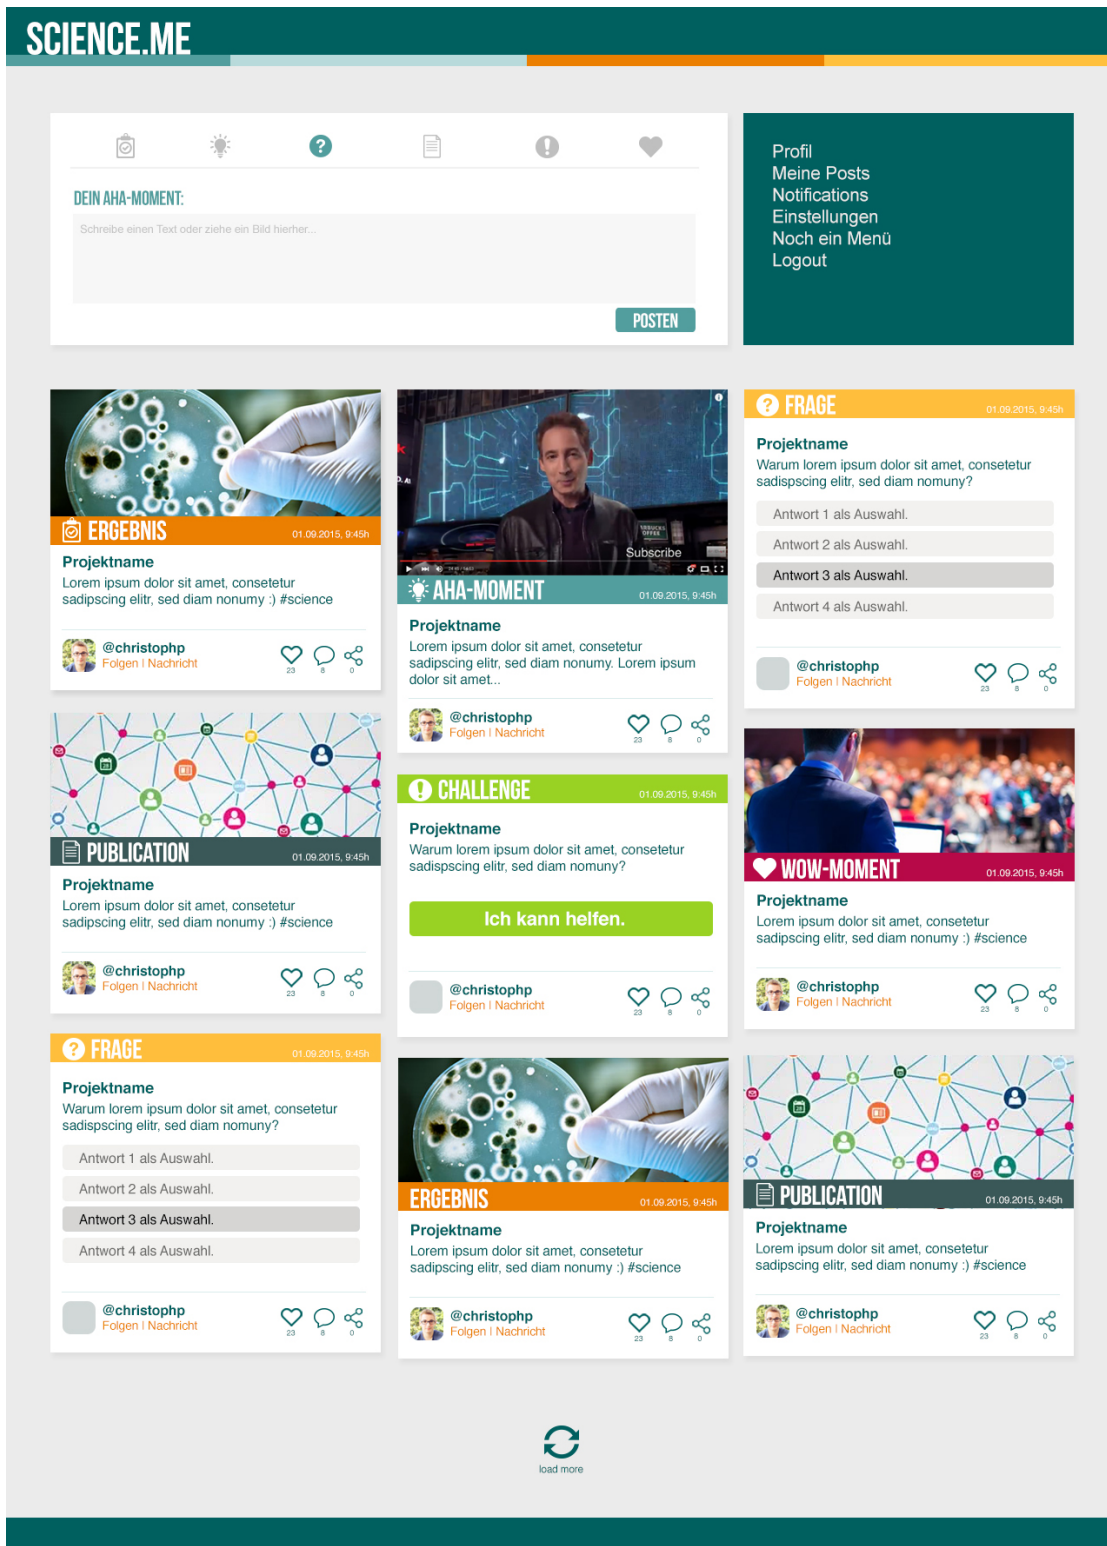 SCIENCE.ME
DEIN AHA-MOMENT:
Schreibe einen Text oder ziehe ein Bild hierher...
POSTEN
Profil
Meine Posts
Notifications
Einstellungen
Noch ein Menü
Logout
ERGEBNIS
01.09.2015, 9:45h
Projektname
Lorem ipsum dolor sit amet, consetetur
sadipscing elitr, sed diam nonumy :) #science
@christophp
Folgen | Nachricht
23 8 0
PUBLICATION
01.09.2015, 9:45h
Projektname
Lorem ipsum dolor sit amet, consetetur
sadipscing elitr, sed diam nonumy :) #science
@christophp
Folgen | Nachricht
23 8 0
FRAGE
01.09.2015, 9:45h
Projektname
Warum lorem ipsum dolor sit amet, consetetur
sadispscing elitr, sed diam nomuny?
Antwort 1 als Auswahl.
Antwort 2 als Auswahl.
Antwort 3 als Auswahl.
Antwort 4 als Auswahl.
@christophp
Folgen | Nachricht
23 8 0
Subscribe
AHA-MOMENT
01.09.2015, 9:45h
Projektname
Lorem ipsum dolor sit amet, consetetur
sadipscing elitr, sed diam nonumy. Lorem ipsum
dolor sit amet...
@christophp
Folgen | Nachricht
23 8 0
CHALLENGE
01.09.2015, 9:45h
Projektname
Warum lorem ipsum dolor sit amet, consetetur
sadispscing elitr, sed diam nomuny?
Ich kann helfen.
@christophp
Folgen | Nachricht
23 8 0
ERGEBNIS
01.09.2015, 9:45h
Projektname
Lorem ipsum dolor sit amet, consetetur
sadipscing elitr, sed diam nonumy :) #science
@christophp
Folgen | Nachricht
23 8 0
FRAGE
01.09.2015, 9:45h
Projektname
Warum lorem ipsum dolor sit amet, consetetur
sadispscing elitr, sed diam nomuny?
Antwort 1 als Auswahl.
Antwort 2 als Auswahl.
Antwort 3 als Auswahl.
Antwort 4 als Auswahl.
@christophp
Folgen | Nachricht
23 8 0
WOW-MOMENT
01.09.2015, 9:45h
Projektname
Lorem ipsum dolor sit amet, consetetur
sadipscing elitr, sed diam nonumy :) #science
@christophp
Folgen | Nachricht
23 8 0
PUBLICATION
01.09.2015, 9:45h
Projektname
Lorem ipsum dolor sit amet, consetetur
sadipscing elitr, sed diam nonumy :) #science
@christophp
Folgen | Nachricht
23 8 0
load more